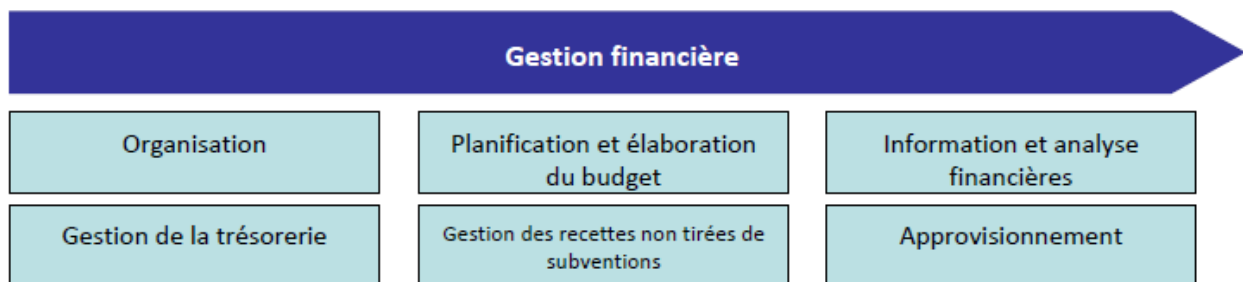 Gestion financière
Organisation
Planification et élaboration
du budget
Information et analyse
financières
Gestion de la trésorerie
Gestion des recettes non tirées de
subventions
Approvisionnement